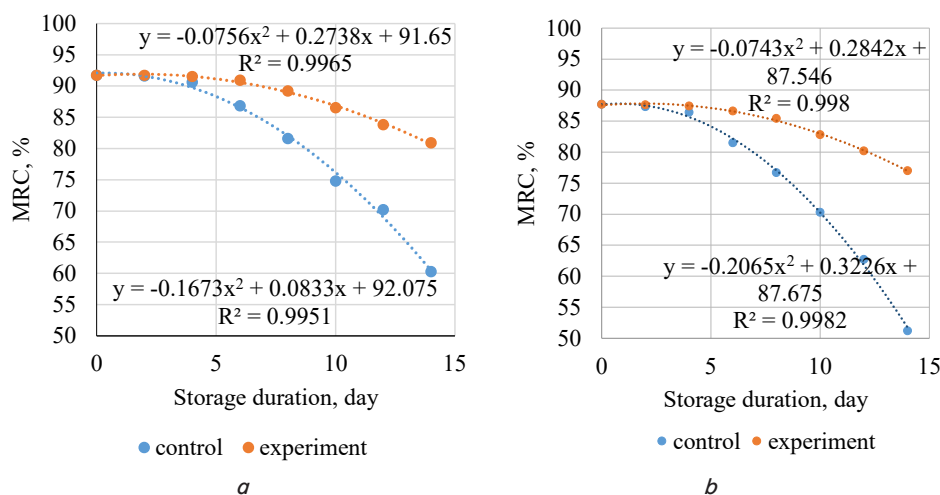 100
95
90
85
80
75
70
65
60
55
50
MRC, %
y = -0.0756x² + 0.2738x + 91.65
R² = 0.9965
y = -0.1673x² + 0.0833x + 92.075
R² = 0.9951
0 5 10 15
Storage duration, day
control experiment
a
100
95
90
85
80
75
70
65
60
55
50
MRC, %
y = -0.0743x² + 0.2842x +
87.546
R² = 0.998
y = -0.2065x² + 0.3226x +
87.675
R² = 0.9982
0 5 10 15
Storage duration, day
control experiment
b